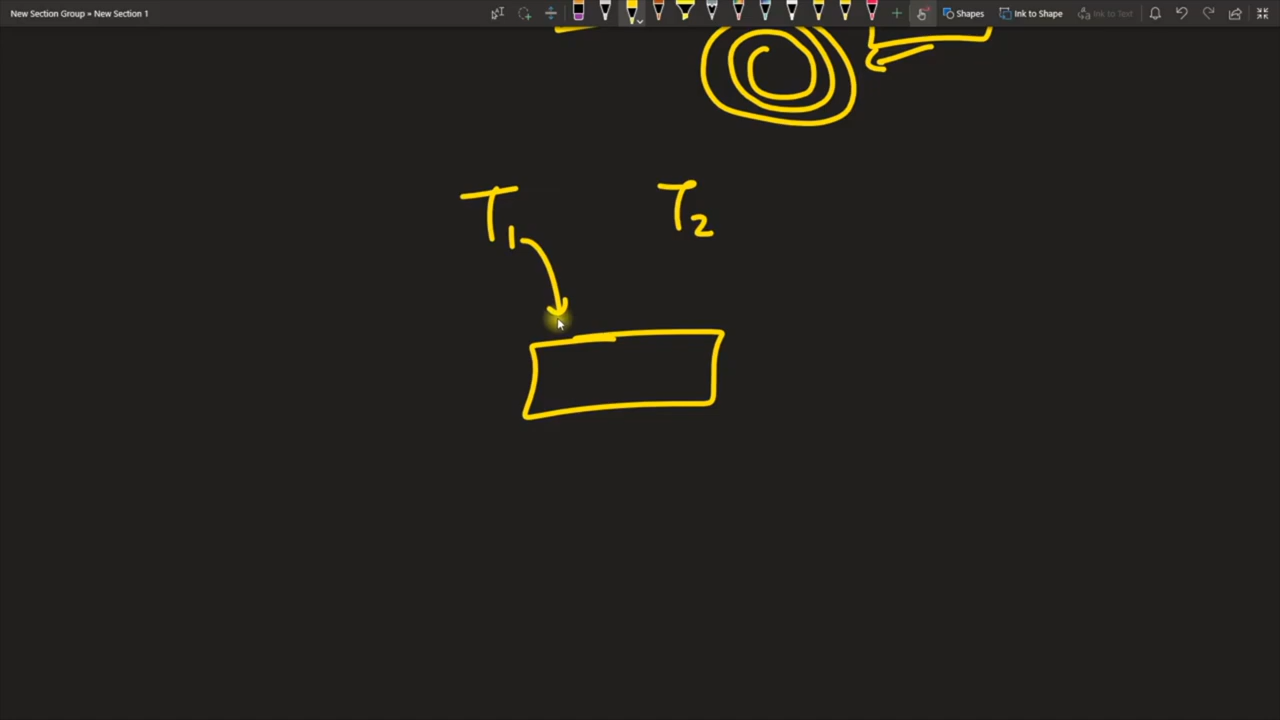 New Section Group » New Section 1
Shapes
Ink to Shape
Ink to Text
T₁ T₂